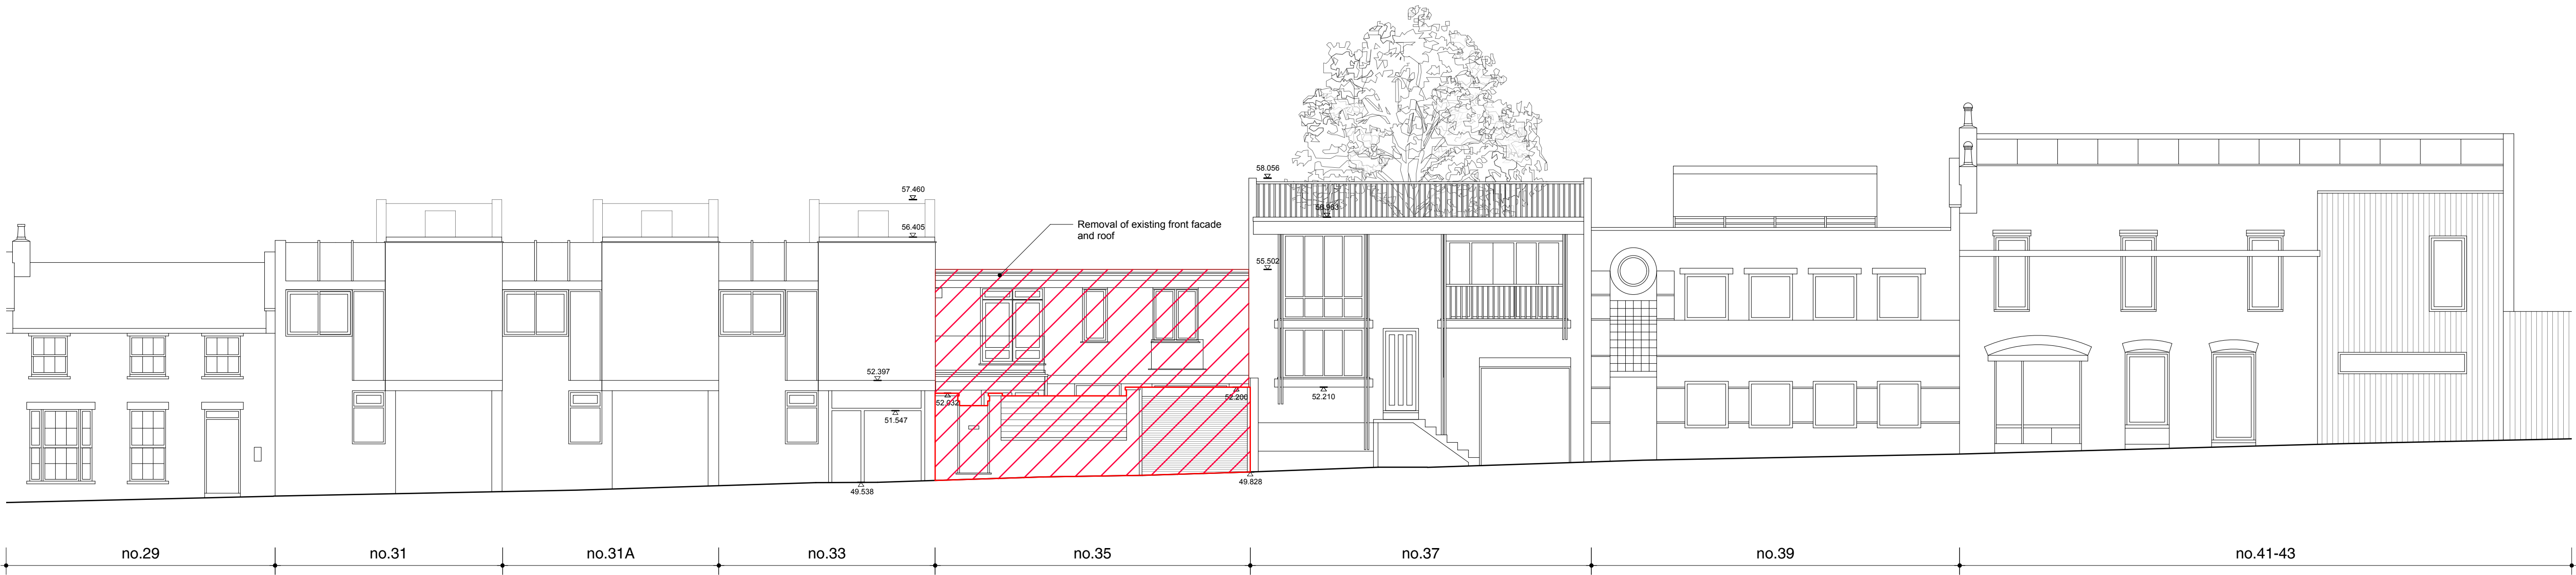 58.056
57.460
56.963
Removal of existing front facade
and roof
56.405
55.502
52.397
52.032
52.200
52.210
51.547
49.538
49.828
no.29
no.31
no.31A
no.33
no.35
no.37
no.39
no.41-43